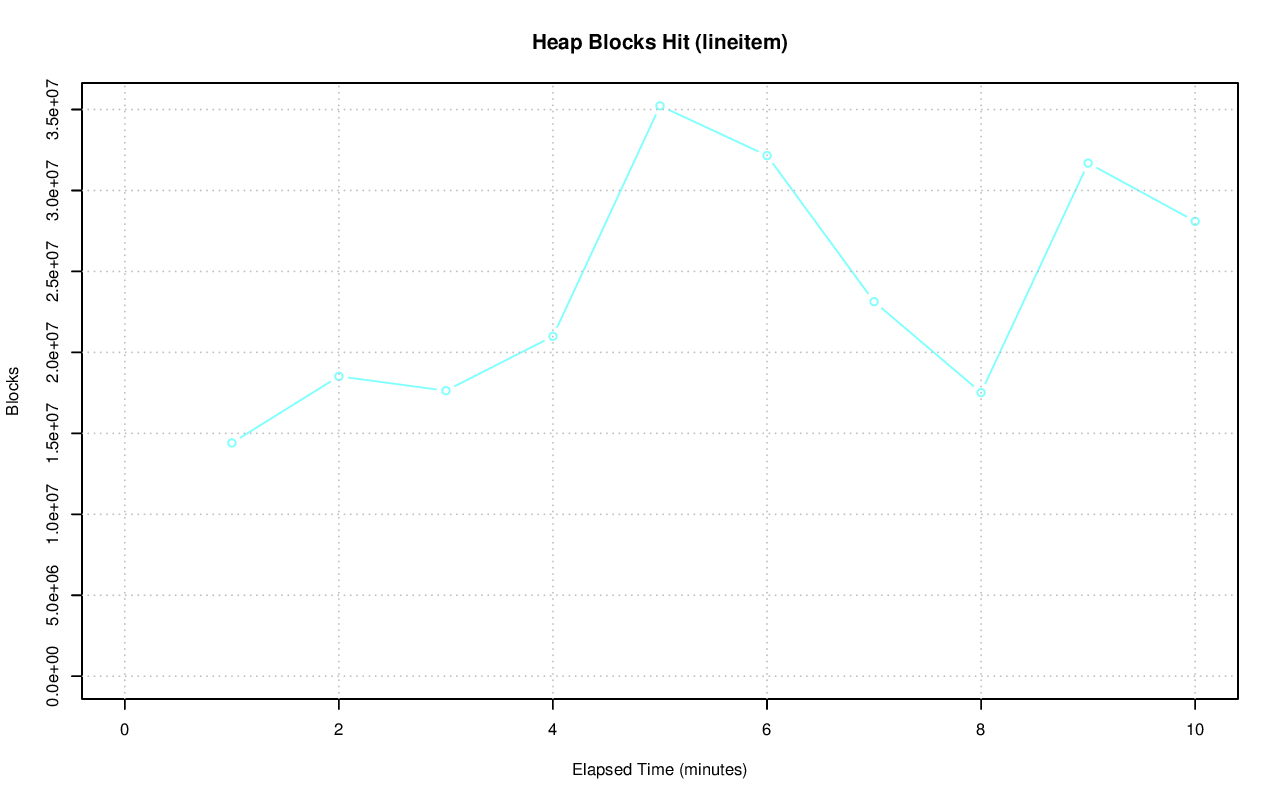 Heap Blocks Hit (lineitem)
Blocks
3.5e+07
3.0e+07
2.5e+07
2.0e+07
1.5e+07
1.0e+07
5.0e+06
0.0e+00
0 2 4 6 8 10
Elapsed Time (minutes)